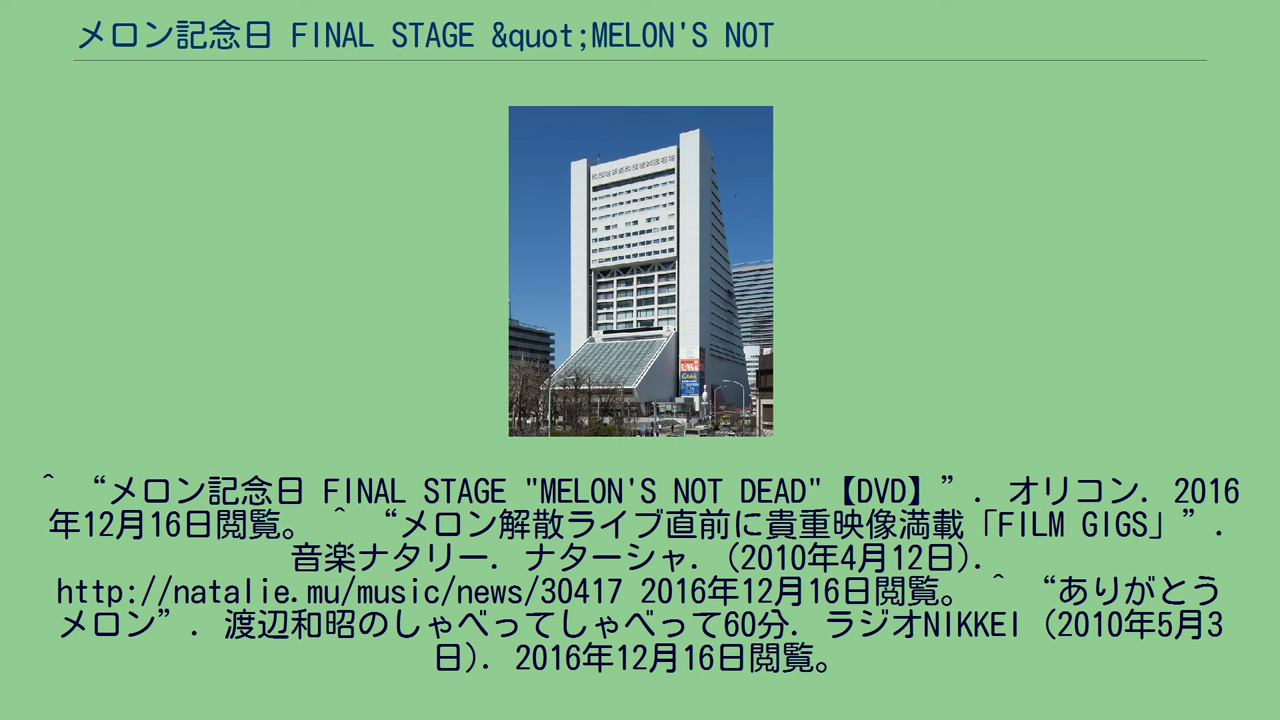 メロン記念日 FINAL STAGE &quot;MELON'S NOT
^ “メロン記念日 FINAL STAGE "MELON'S NOT DEAD"【DVD】”. オリコン. 2016
年12月16日閲覧。 ^ “メロン解散ライブ直前に貴重映像満載「FILM GIGS」”.
音楽ナタリー. ナターシャ. (2010年4月12日).
http://natalie.mu/music/news/30417 2016年12月16日閲覧。 ^ “ありがとう
メロン”. 渡辺和昭のしゃべってしゃべって60分. ラジオNIKKEI (2010年5月3
日). 2016年12月16日閲覧。